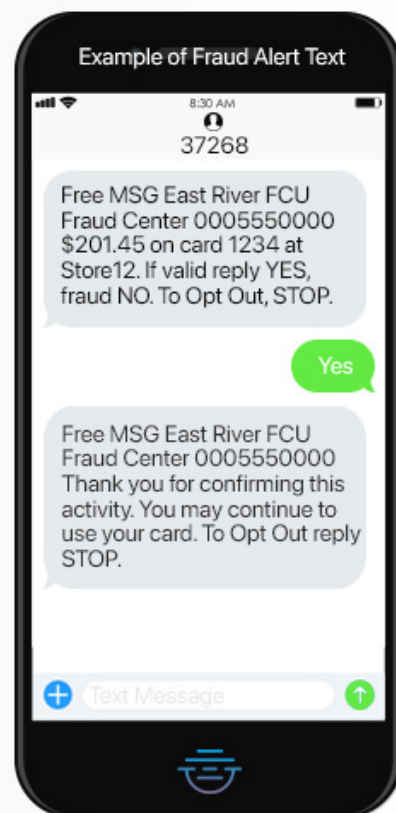 Example of Fraud Alert Text
8:30 AM
37268
Free MSG East River FCU
Fraud Center 0005550000
$201.45 on card 1234 at
Store12. If valid reply YES,
fraud NO. To Opt Out, STOP.
Yes
Free MSG East River FCU
Fraud Center 0005550000
Thank you for confirming this
activity. You may continue to
use your card. To Opt Out reply
STOP.
Text Message